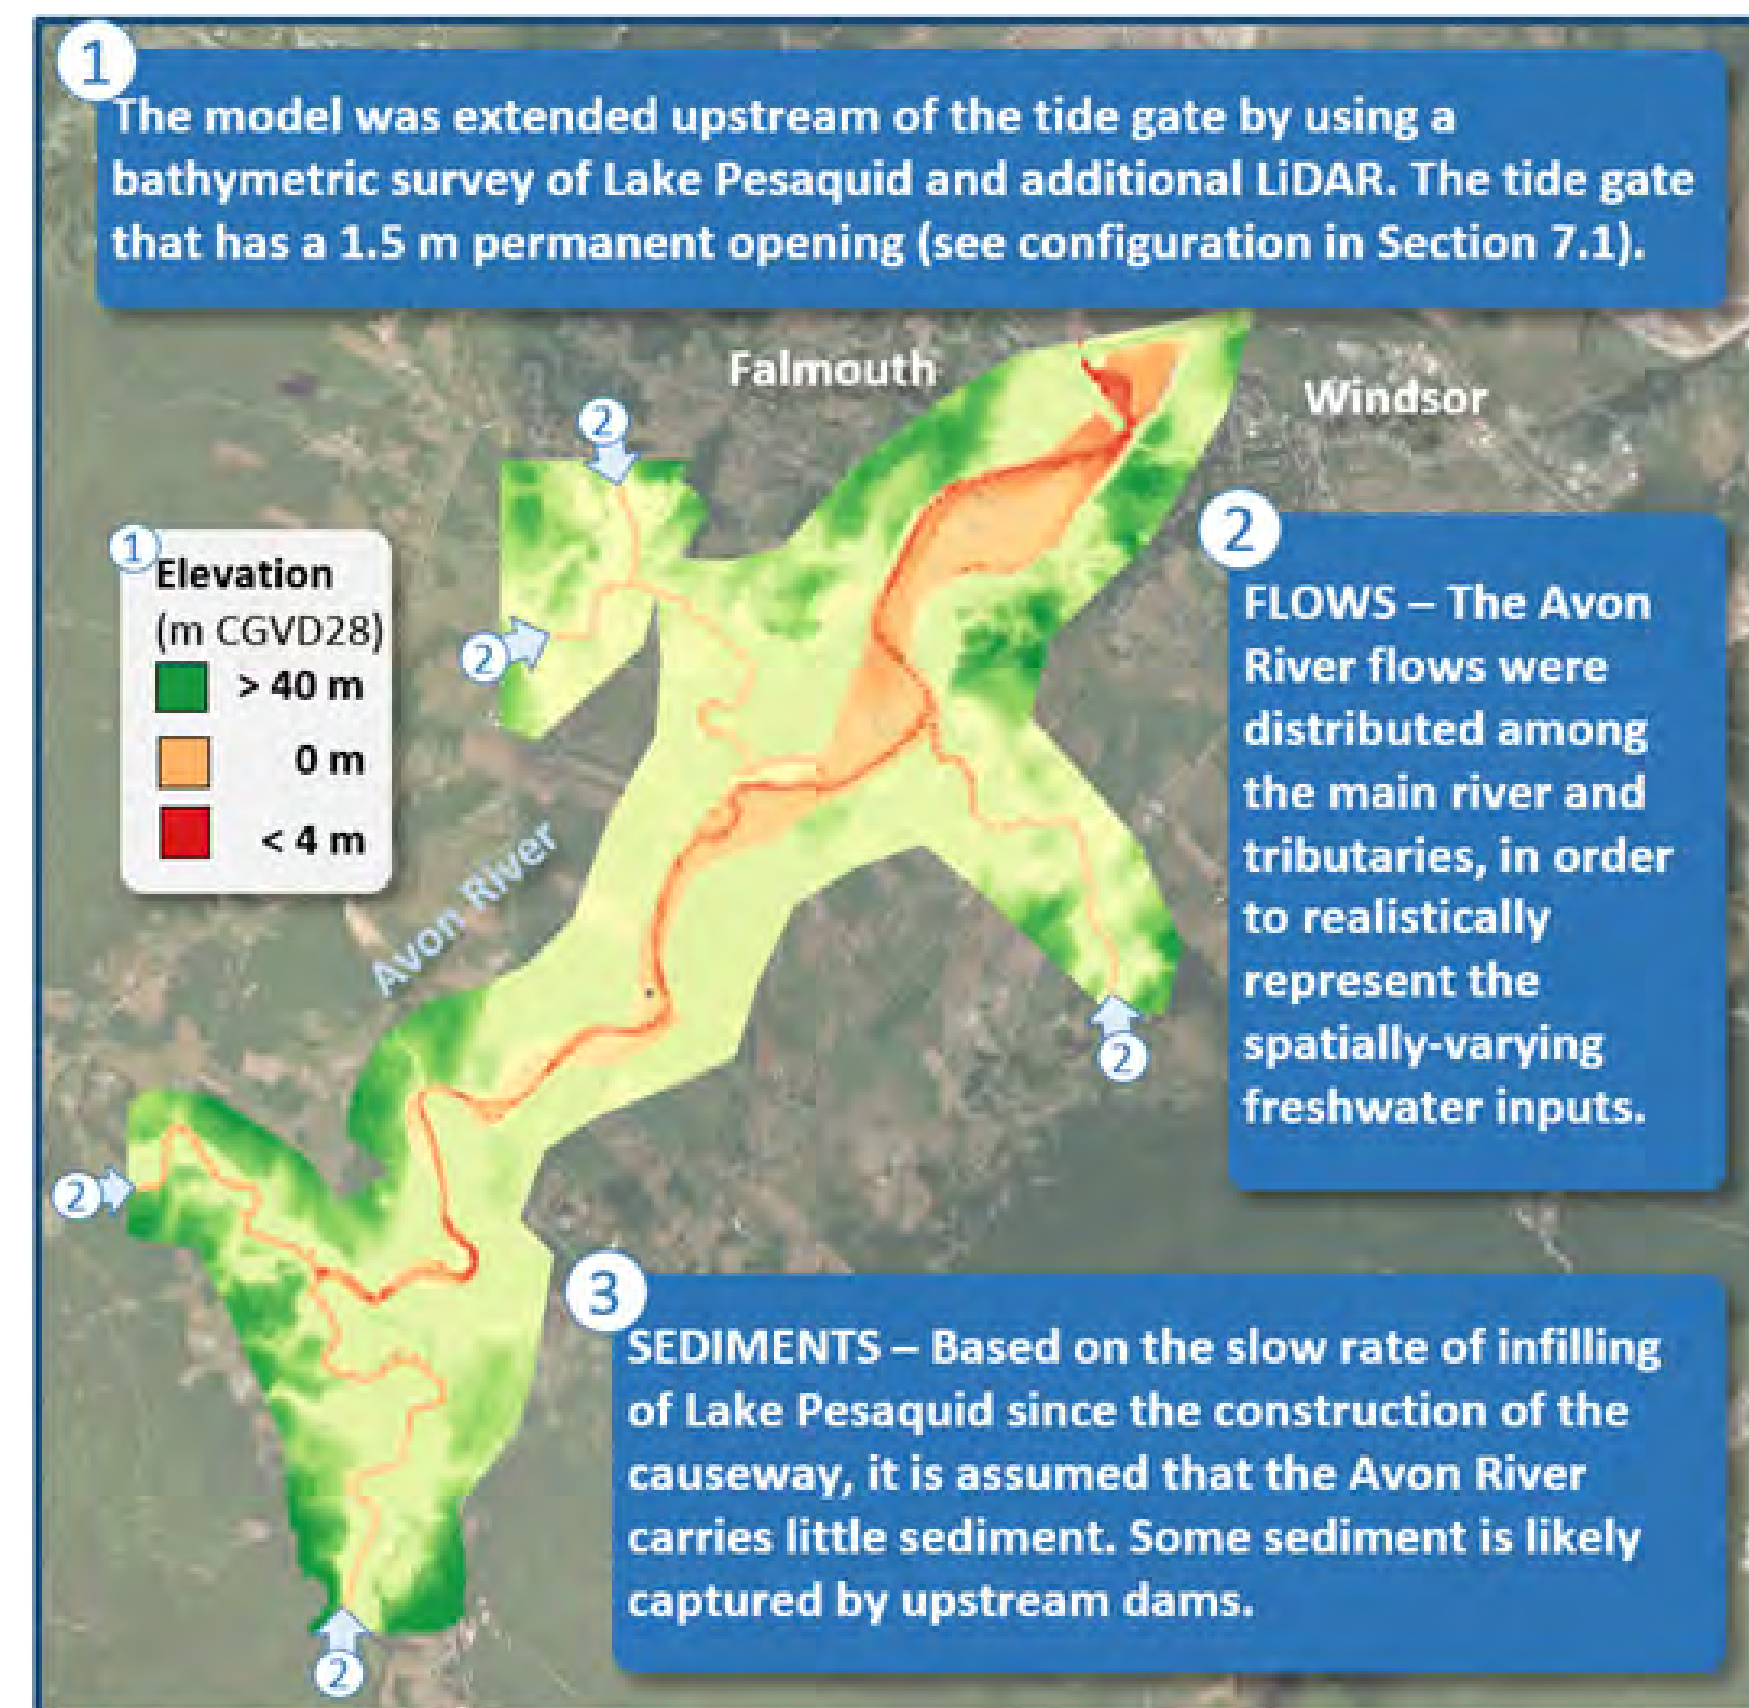 1
The model was extended upstream of the tide gate by using a
bathymetric survey of Lake Pesaquid and additional LiDAR. The tide gate
that has a 1.5 m permanent opening (see configuration in Section 7.1).
Falmouth
Windsor
2
2
1
Elevation
(m CGVD28)
> 40 m
0 m
< 4 m
Avon River
2
FLOWS – The Avon
River flows were
distributed among
the main river and
tributaries, in order
to realistically
represent the
spatially-varying
freshwater inputs.
2
2
3
SEDIMENTS – Based on the slow rate of infilling
of Lake Pesaquid since the construction of the
causeway, it is assumed that the Avon River
carries little sediment. Some sediment is likely
captured by upstream dams.
2